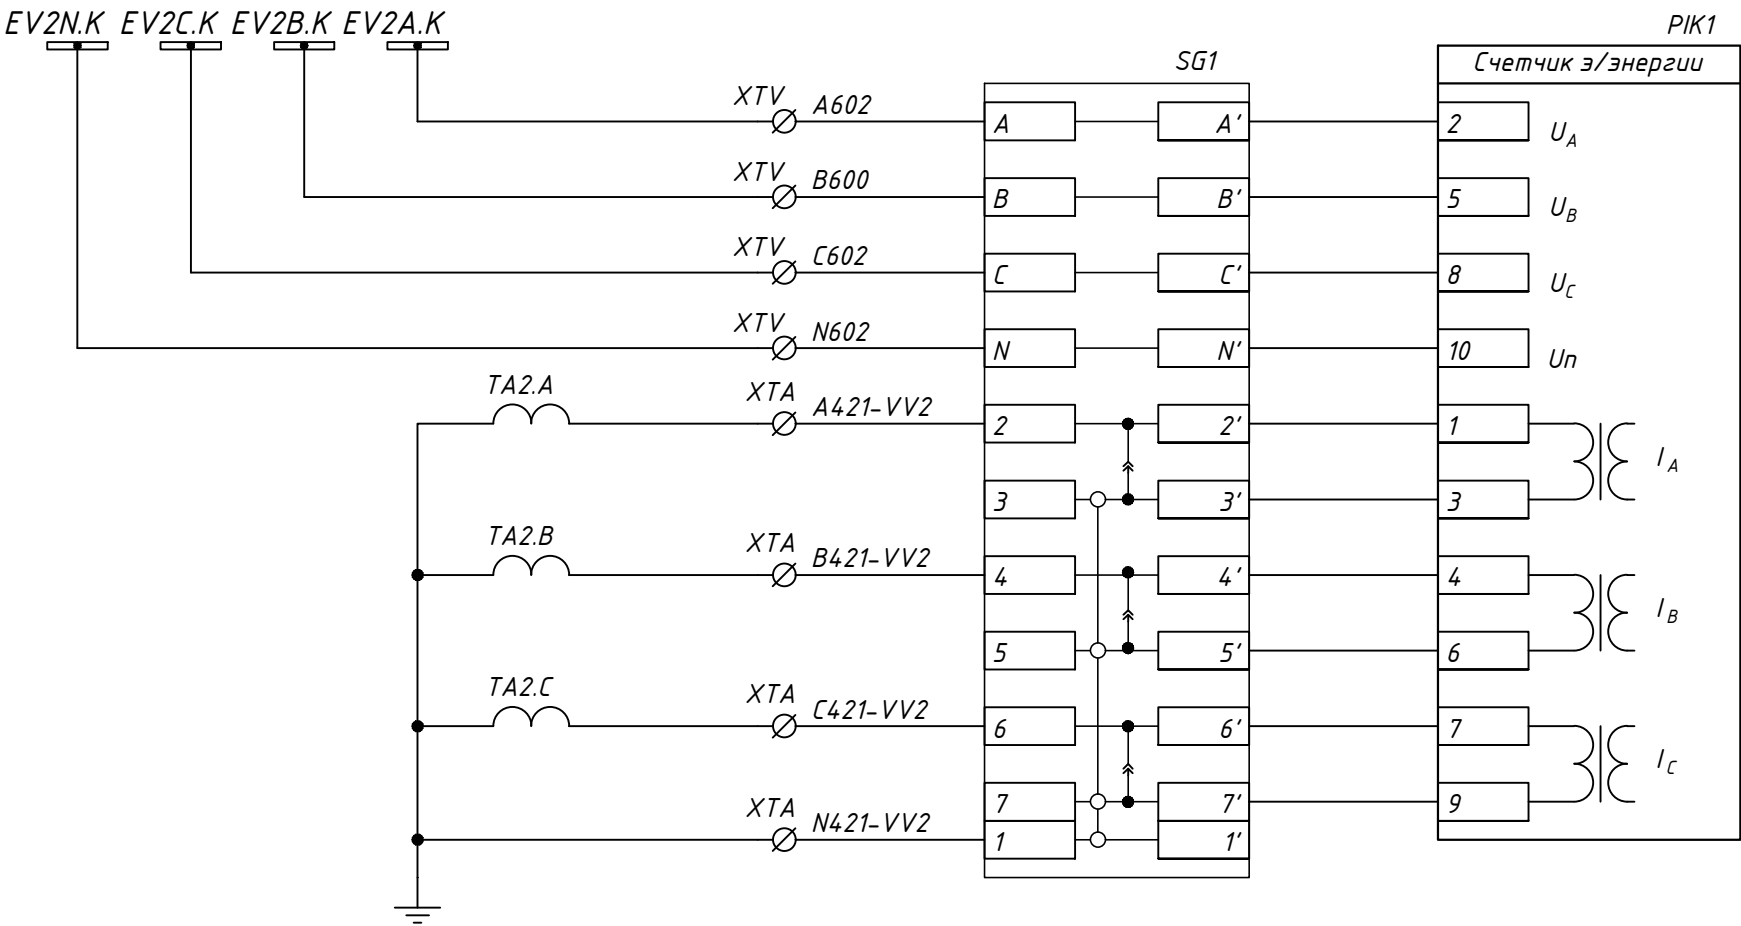 EV2N.K EV2C.K EV2B.K EV2A.K
PIK1
SG1
Счетчик э/энергии
XTV A602
A A'
2 U_A
XTV B600
B B'
5 U_B
XTV C602
C C'
8 U_C
XTV N602
N N'
10 Un
TA2.A XTA A421-VV2
2 2'
1
I_A
3 3'
3
TA2.B XTA B421-VV2
4 4'
4
I_B
5 5'
6
TA2.C XTA C421-VV2
6 6'
7
I_C
7 7'
9
XTA N421-VV2
1 1'